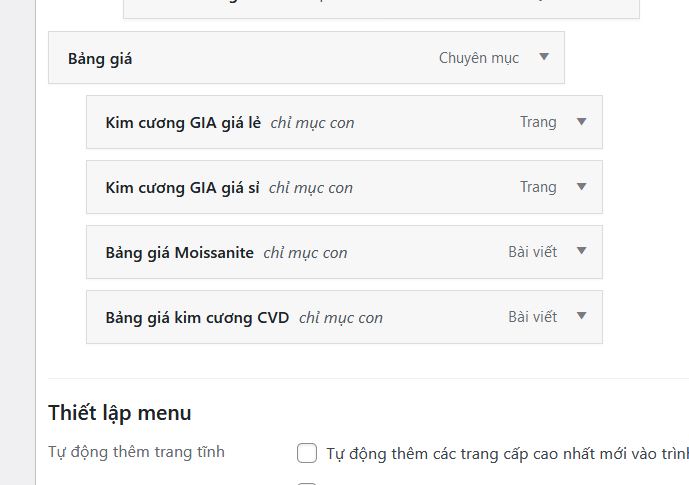 Bảng giá Chuyên mục
Kim cương GIA giá lẻ chỉ mục con Trang
Kim cương GIA giá sỉ chỉ mục con Trang
Bảng giá Moissanite chỉ mục con Bài viết
Bảng giá kim cương CVD chỉ mục con Bài viết
Thiết lập menu
Tự động thêm trang tĩnh Tự động thêm các trang cấp cao nhất mới vào trình